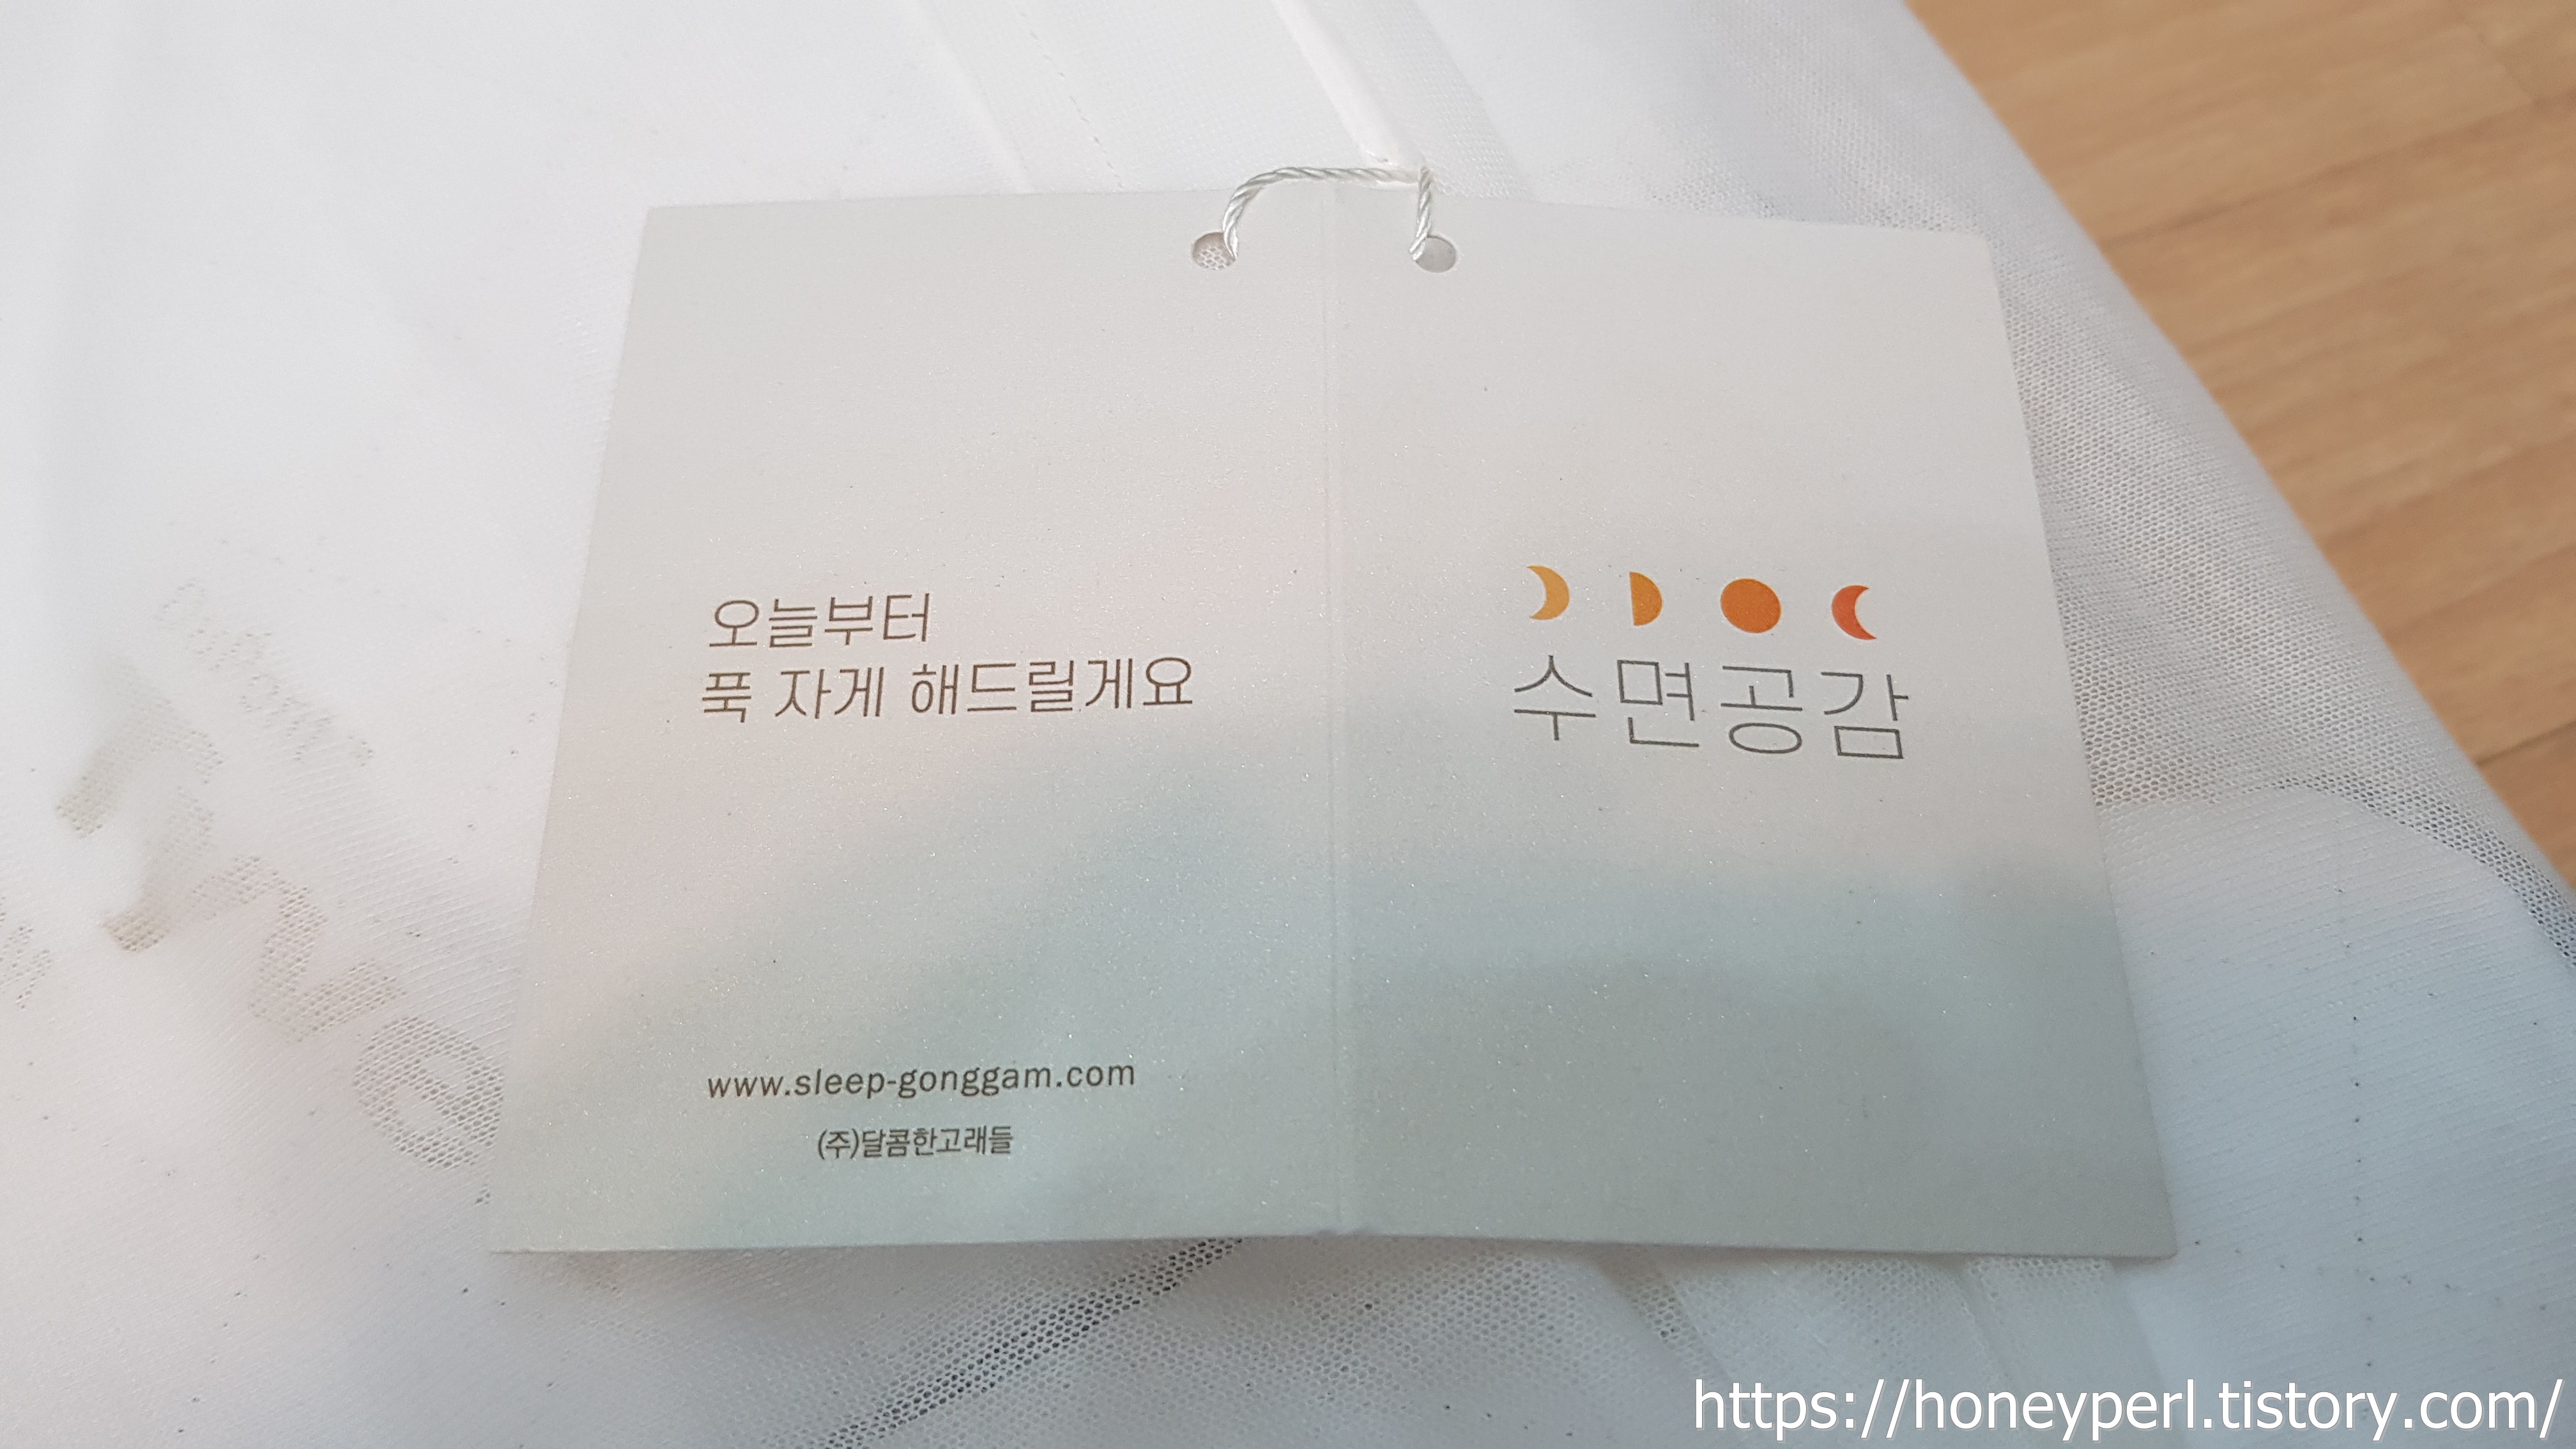 오늘부터
푹 자게 해드릴게요
www.sleep-gonggam.com
(주)달콤한고래들
수면공감
https://honeyperl.tistory.com/